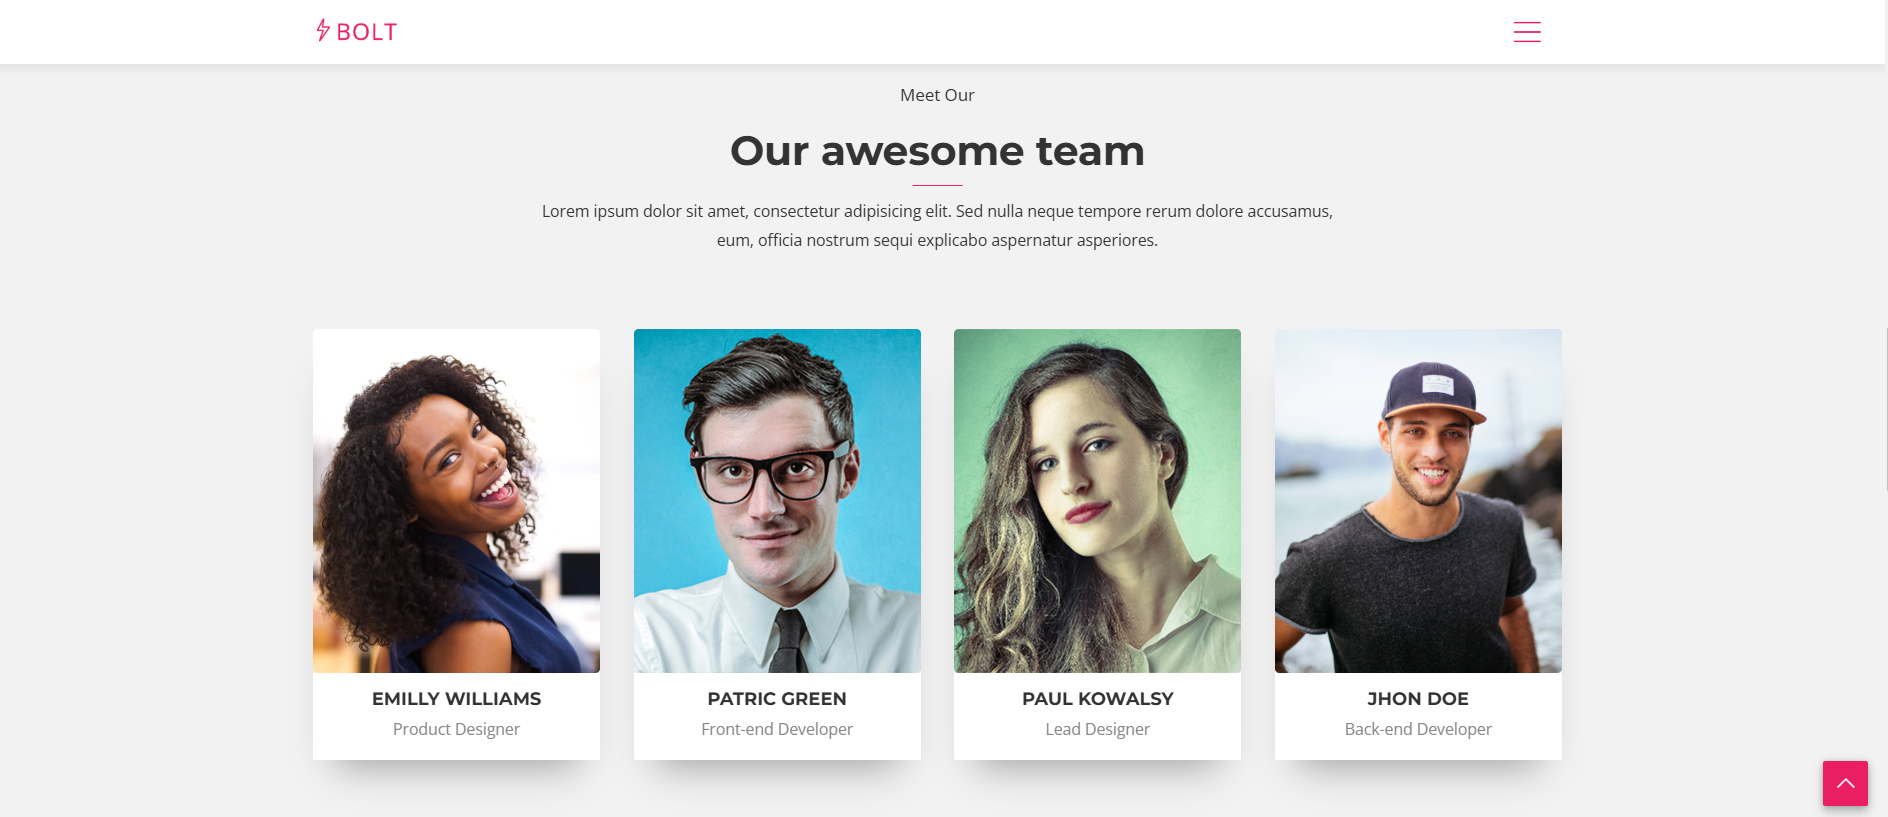 BOLT
Meet Our
Our awesome team
Lorem ipsum dolor sit amet, consectetur adipisicing elit. Sed nulla neque tempore rerum dolore accusamus,
eum, officia nostrum sequi explicabo aspernatur asperiores.
EMILLY WILLIAMS
Product Designer
PATRIC GREEN
Front-end Developer
PAUL KOWALSY
Lead Designer
JHON DOE
Back-end Developer